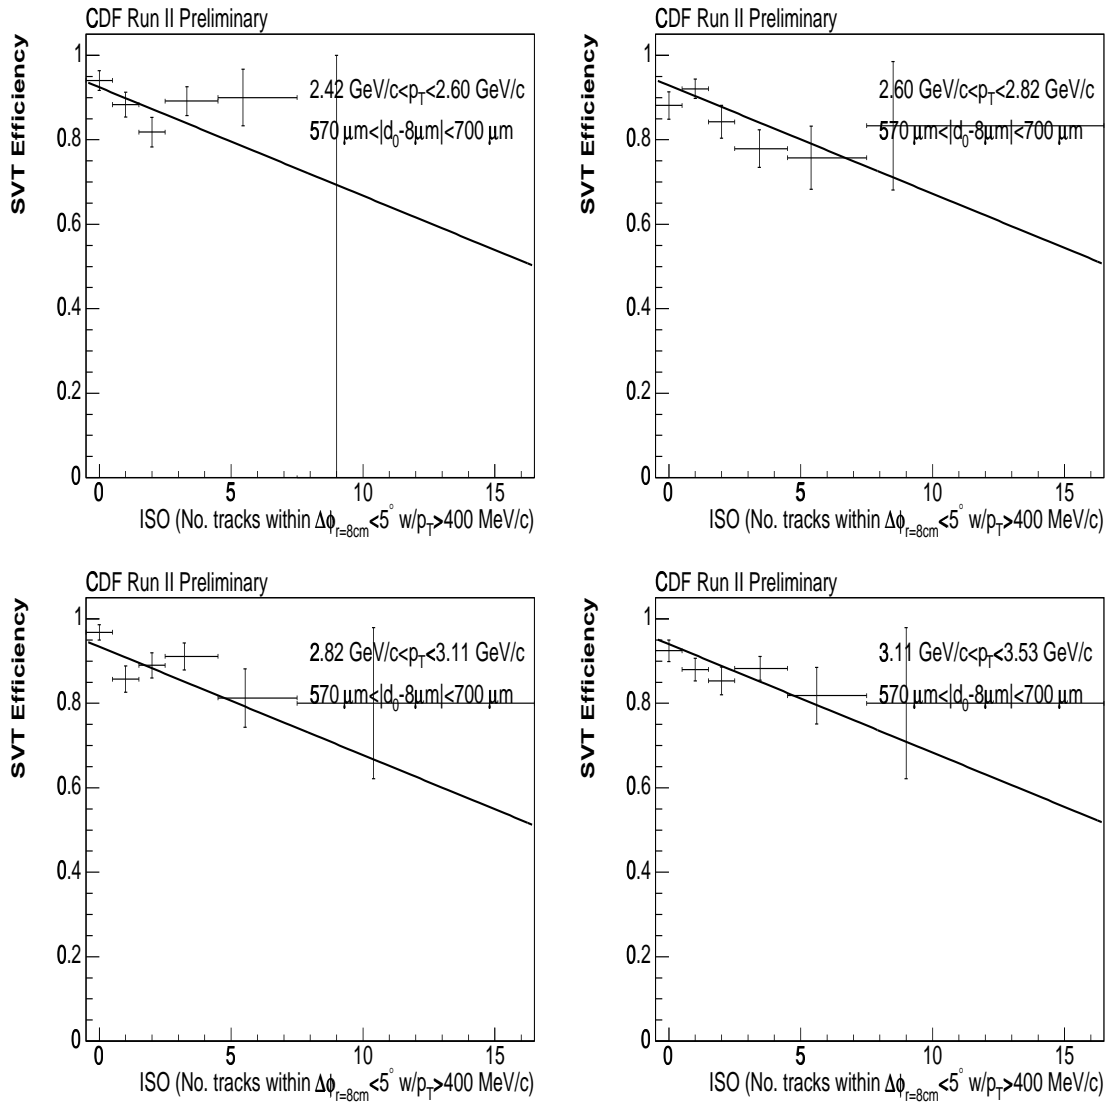 CDF Run II Preliminary
SVT Efficiency
2.42 GeV/c<p_T<2.60 GeV/c
570 μm<|d_0-8μm|<700 μm
1
0.8
0.6
0.4
0.2
0
0 5 10 15
ISO (No. tracks within Δϕ_r=8cm<5° w/p_T>400 MeV/c)
CDF Run II Preliminary
SVT Efficiency
2.60 GeV/c<p_T<2.82 GeV/c
570 μm<|d_0-8μm|<700 μm
1
0.8
0.6
0.4
0.2
0
0 5 10 15
ISO (No. tracks within Δϕ_r=8cm<5° w/p_T>400 MeV/c)
CDF Run II Preliminary
SVT Efficiency
2.82 GeV/c<p_T<3.11 GeV/c
570 μm<|d_0-8μm|<700 μm
1
0.8
0.6
0.4
0.2
0
0 5 10 15
ISO (No. tracks within Δϕ_r=8cm<5° w/p_T>400 MeV/c)
CDF Run II Preliminary
SVT Efficiency
3.11 GeV/c<p_T<3.53 GeV/c
570 μm<|d_0-8μm|<700 μm
1
0.8
0.6
0.4
0.2
0
0 5 10 15
ISO (No. tracks within Δϕ_r=8cm<5° w/p_T>400 MeV/c)